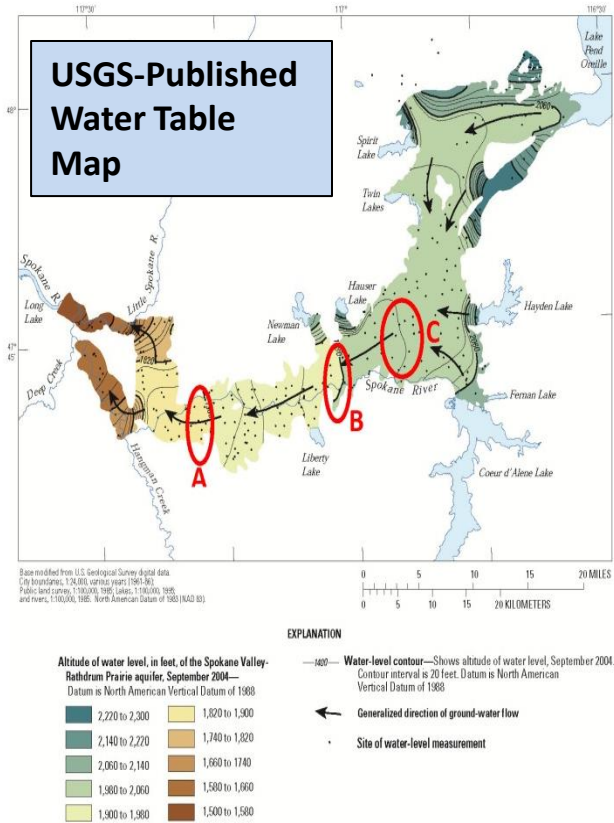 117°30'
117°
116°30'
USGS-Published
Water Table
Map
Lake
Pend
Oreille
48°
2060
Spirit
Lake
Twin
Lakes
Spokane R.
Little Spokane R.
Long
Lake
Hauser
Lake
Newman
Lake
Hayden Lake
C
1820
2060
47°
45'
Deep Creek
Spokane River
B
Fernan Lake
A
Liberty
Lake
Hangman Creek
Coeur d'Alene Lake
Base modified from U.S. Geological Survey digital data.
City boundaries, 1:24,000, various years (1961-86);
Public land survey, 1:100,000, 1985; Lakes, 1:100,000, 1985;
and rivers, 1:100,000, 1985. North American Datum of 1983 (NAD 83).
0 5 10 15 20 MILES
0 5 10 15 20 KILOMETERS
EXPLANATION
Altitude of water level, in feet, of the Spokane Valley-
Rathdrum Prairie aquifer, September 2004—
Datum is North American Vertical Datum of 1988
2,220 to 2,300
2,140 to 2,220
2,060 to 2,140
1,980 to 2,060
1,900 to 1,980
1,820 to 1,900
1,740 to 1,820
1,660 to 1740
1,580 to 1,660
1,500 to 1,580
1400 Water-level contour—Shows altitude of water level, September 2004.
Contour interval is 20 feet. Datum is North American
Vertical Datum of 1988
Generalized direction of ground-water flow
Site of water-level measurement